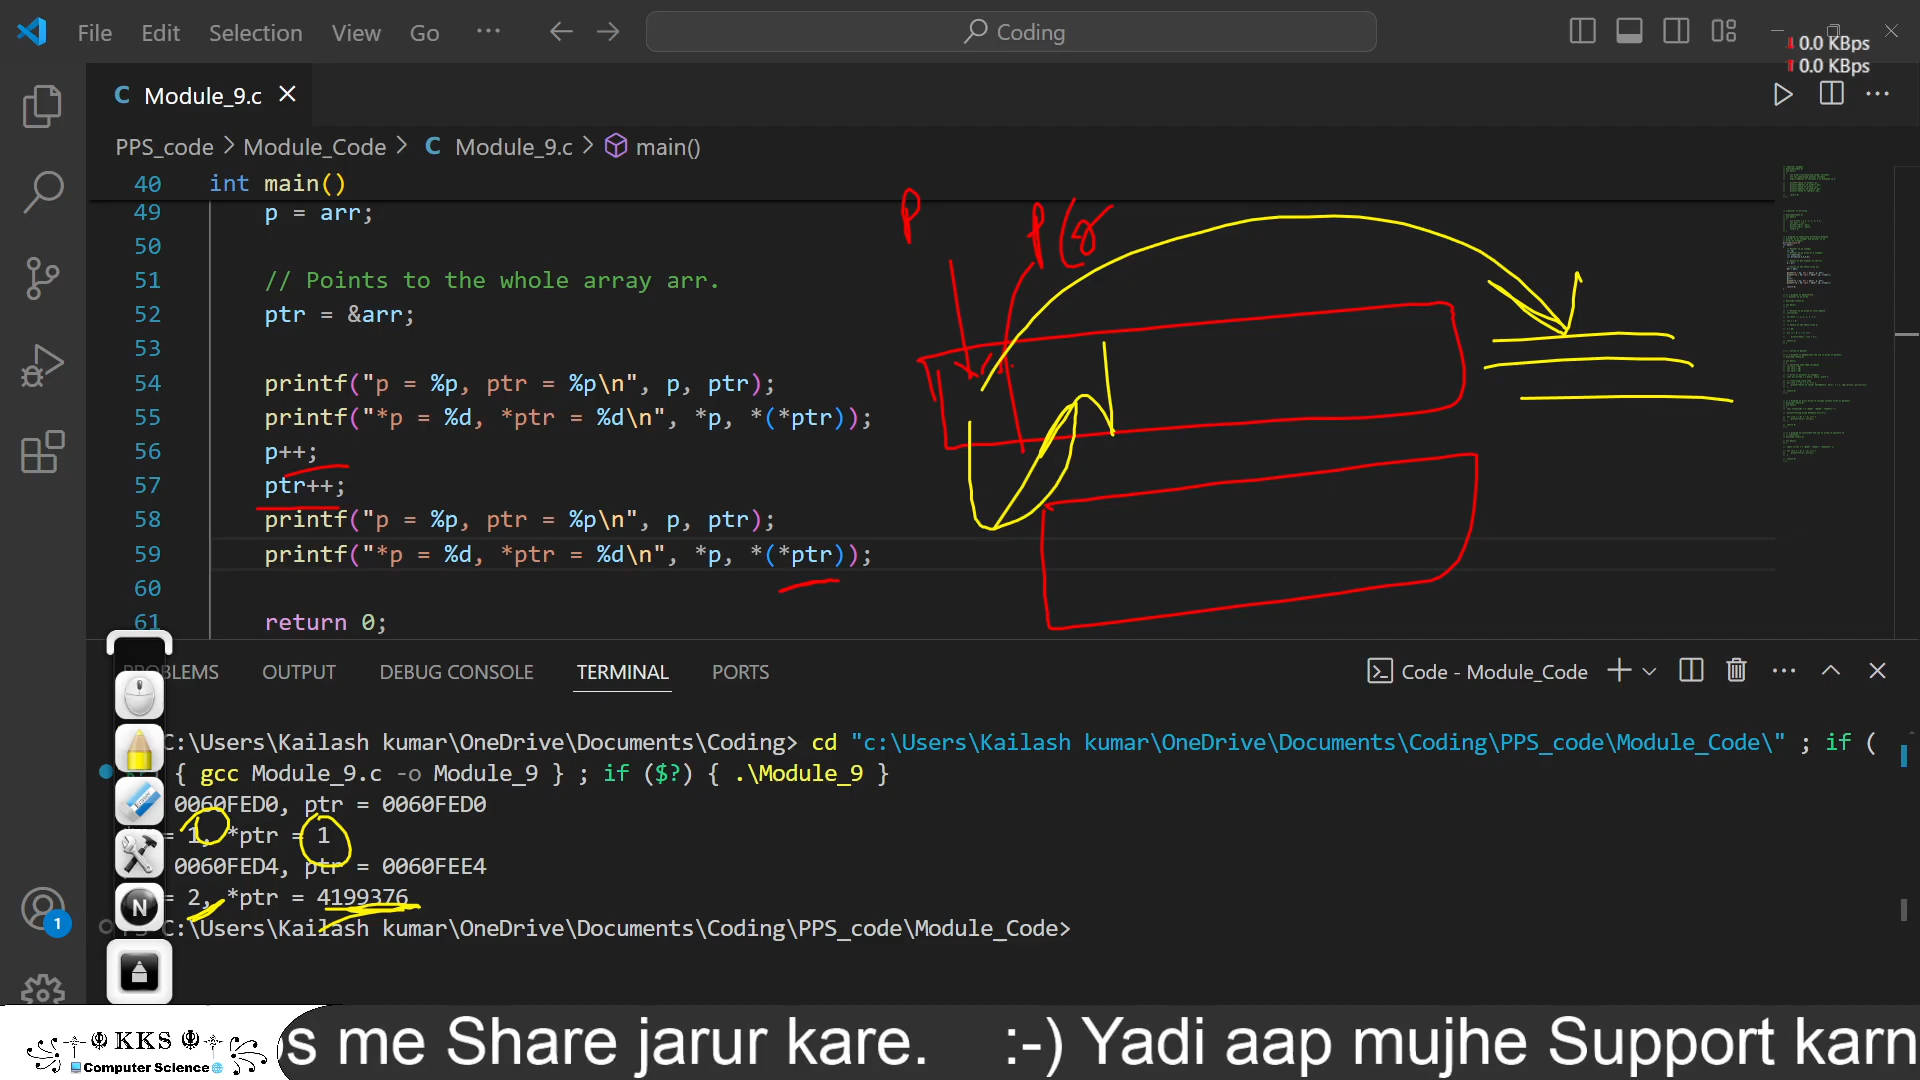 File Edit Selection View Go ··· Coding
0.0 KBps
0.0 KBps
C Module_9.c
PPS_code > Module_Code > C Module_9.c > main()
40 int main()
49 p = arr;
50
51 // Points to the whole array arr.
52 ptr = &arr;
53
54 printf("p = %p, ptr = %p\n", p, ptr);
55 printf("*p = %d, *ptr = %d\n", *p, *(*ptr));
56 p++;
57 ptr++;
58 printf("p = %p, ptr = %p\n", p, ptr);
59 printf("*p = %d, *ptr = %d\n", *p, *(*ptr));
60
61 return 0;
P
OBLEMS OUTPUT DEBUG CONSOLE TERMINAL PORTS Code - Module_Code
C:\Users\Kailash kumar\OneDrive\Documents\Coding> cd "c:\Users\Kailash kumar\OneDrive\Documents\Coding\PPS_code\Module_Code\" ; if (
{ gcc Module_9.c -o Module_9 } ; if ($?) { .\Module_9 }
0060FED0, ptr = 0060FED0
= 1, *ptr = 1
0060FED4, ptr = 0060FEE4
= 2, *ptr = 4199376
C:\Users\Kailash kumar\OneDrive\Documents\Coding\PPS_code\Module_Code>
N
1
KKS
Computer Science
s me Share jarur kare. :-) Yadi aap mujhe Support karn